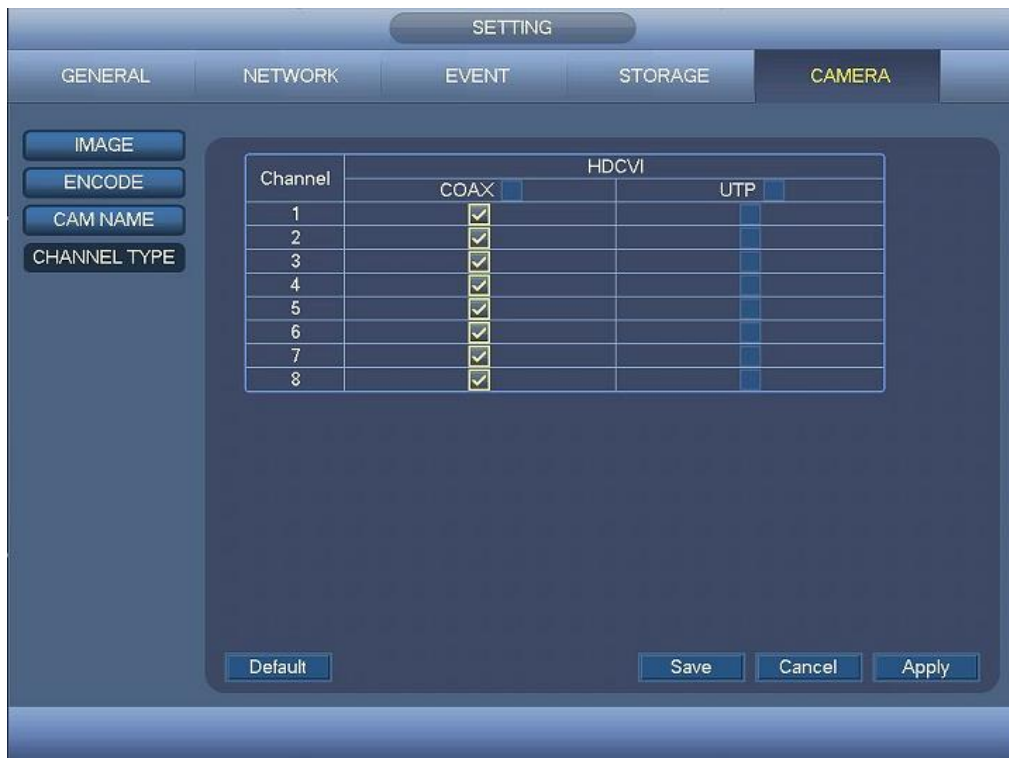 SETTING
GENERAL NETWORK EVENT STORAGE CAMERA
IMAGE
ENCODE
CAM NAME
CHANNEL TYPE
Channel HDCVI
COAX UTP
1
2
3
4
5
6
7
8
Default Save Cancel Apply